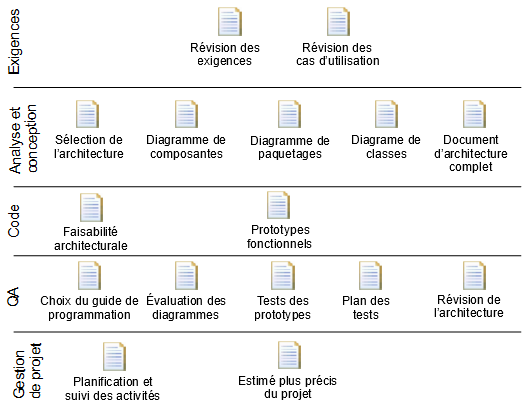 Exigences
Révision des
exigences
Révision des
cas d'utilisation
Analyse et
conception
Sélection de
l'architecture
Diagramme de
composantes
Diagramme de
paquetages
Diagrame de
classes
Document
d'architecture
complet
Code
Faisabilité
architecturale
Prototypes
fonctionnels
QA
Choix du guide de
programmation
Évaluation des
diagrammes
Tests des
prototypes
Plan des
tests
Révision de
l'architecture
Gestion
de projet
Planification et
suivi des activités
Estimé plus précis
du projet